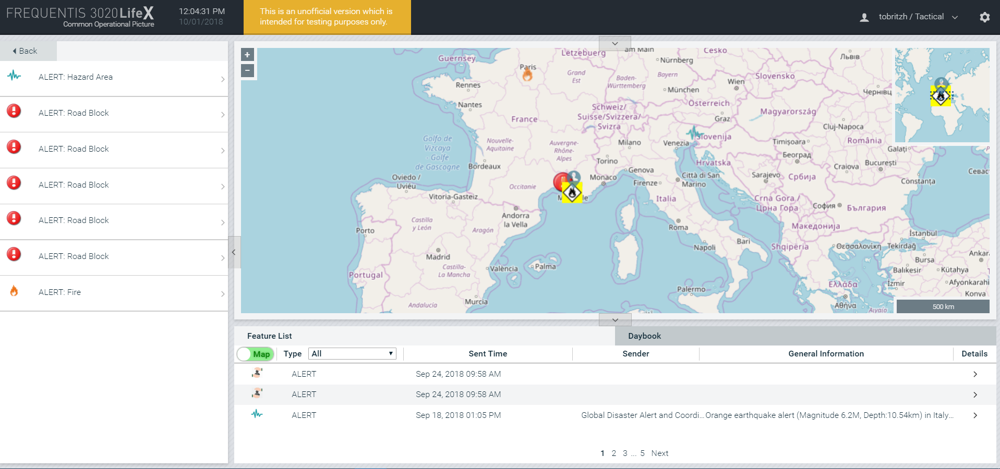 FREQUENTIS 3020 LifeX
Common Operational Picture
12:04:31 PM
10/01/2018
This is an unofficial version which is
intended for testing purposes only.
tobritzh / Tactical
Back
ALERT: Hazard Area
ALERT: Road Block
ALERT: Road Block
ALERT: Road Block
ALERT: Road Block
ALERT: Road Block
ALERT: Fire
+
−
Guernsey
Lëtzebuerg
am Main
Česko
Львів
Nürnberg
Paris
Grand
Est
Baden-
Württemberg
Bayern
Wien
Slovensko
Rennes
München
Чернівц
Nantes
Schweiz/
Suisse/Svizzera/
Svizra
Österreich
Magyarország
France
Graz
Cluj-Napoca
Golfo de
Vizcaya
- Golfe
de Gascogne
Nouvelle-
Aquitaine
Auvergne-
Rhône-
Alpes
Milano
Venezia
Slovenija
Timișoara
România
Galați
Torino
Hrvatska
Београд
Bordeaux
Genova
Craiova
București
Oviedo /
Uviéu
Monaco
Città di San
Marino
Sarajevo
Србија
Севас
Firenze
Constanța
Occitanie
Vitoria-Gasteiz
Italia
Crna Gora /
Црна Гора
София
България
Andorra
la Vella
Castilla
y León
Aragón
Porto
Roma
Македонија
İstanbul
Napoli
Bari
Shqipëria
Θεσσαλονίκη
Tekirdağ
Madrid
Bursa
Ankar
Castilla-
La Mancha
València
Palma
Balıkesir
Kütahya
Portugal
Ελλάδα
İzmir
Afyonkarahi
Palermo
Konya
Andalucía
Murcia
Αθήνα
Αιγαίο
500 km
Feature List
Daybook
Map
Type
All
Sent Time
Sender
General Information
Details
ALERT
Sep 24, 2018 09:58 AM
ALERT
Sep 24, 2018 09:58 AM
ALERT
Sep 18, 2018 01:05 PM
Global Disaster Alert and Coordi...
Orange earthquake alert (Magnitude 6.2M, Depth:10.54km) in Italy...
1 2 3 ... 5 Next